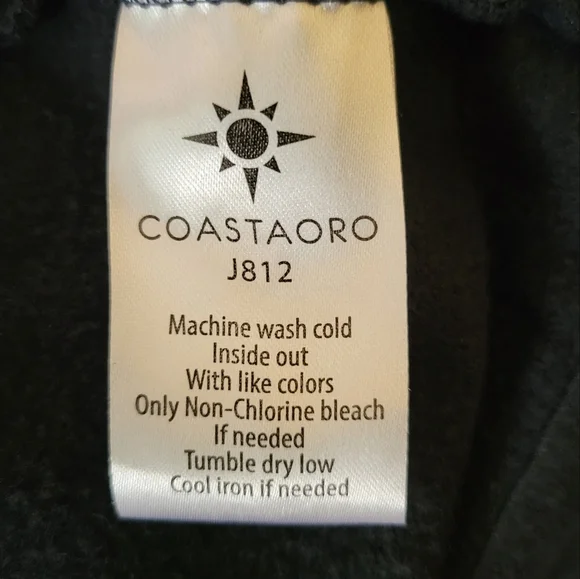 COASTAORO
J812
Machine wash cold
Inside out
With like colors
Only Non-Chlorine bleach
If needed
Tumble dry low
Cool iron if needed